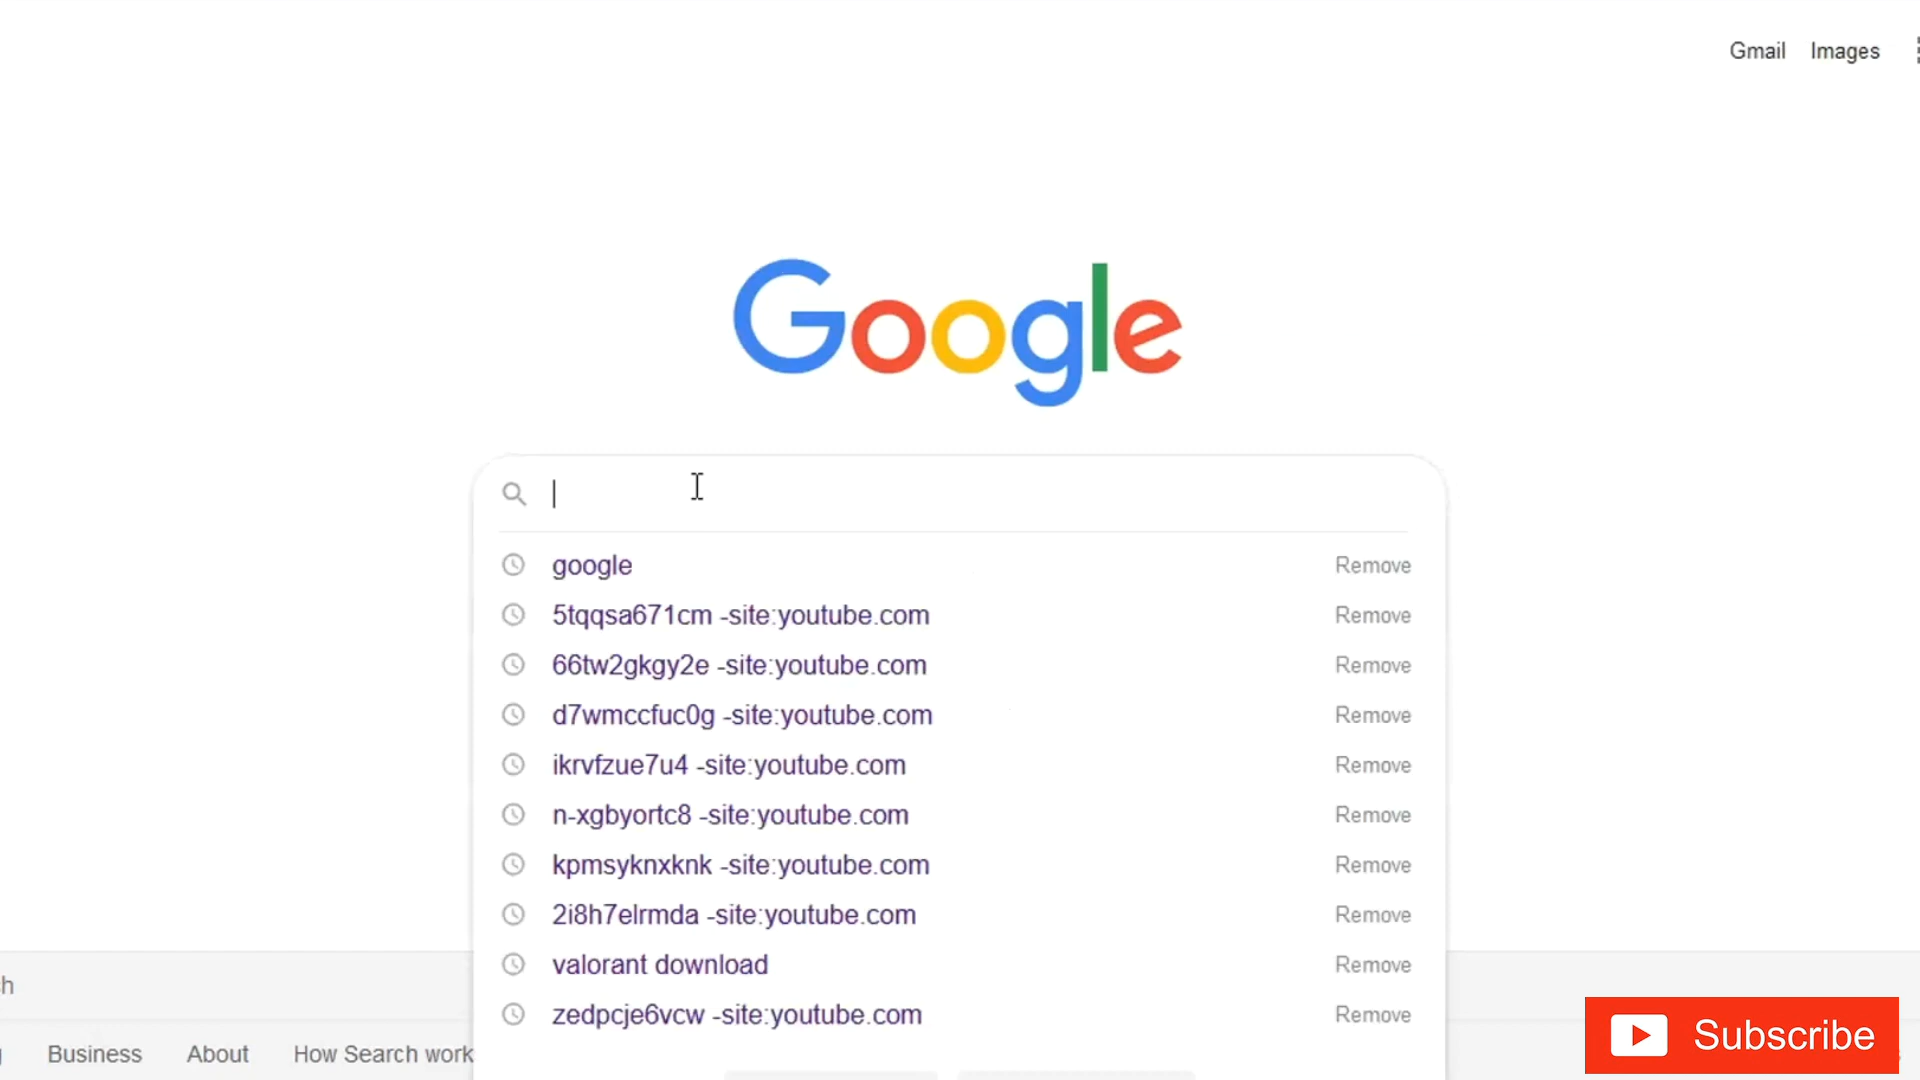 Gmail Images
Google
google Remove
5tqqsa671cm -site:youtube.com Remove
66tw2gkgy2e -site:youtube.com Remove
d7wmccfuc0g -site:youtube.com Remove
ikrvfzue7u4 -site:youtube.com Remove
n-xgbyortc8 -site:youtube.com Remove
kpmsyknxknk -site:youtube.com Remove
2i8h7elrmda -site:youtube.com Remove
valorant download Remove
zedpcje6vcw -site:youtube.com Remove
Business About How Search work
Subscribe